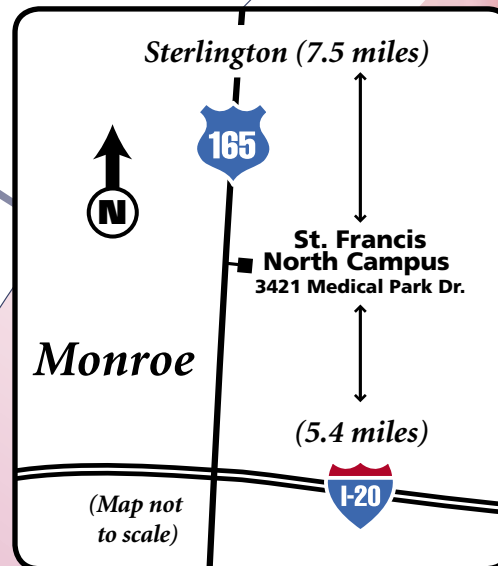 Sterlington (7.5 miles)
165
N
St. Francis
North Campus
3421 Medical Park Dr.
Monroe
(5.4 miles)
I-20
(Map not
to scale)